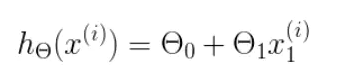 h_Θ(x^(i)) = Θ_0 + Θ_1 x_1^(i)